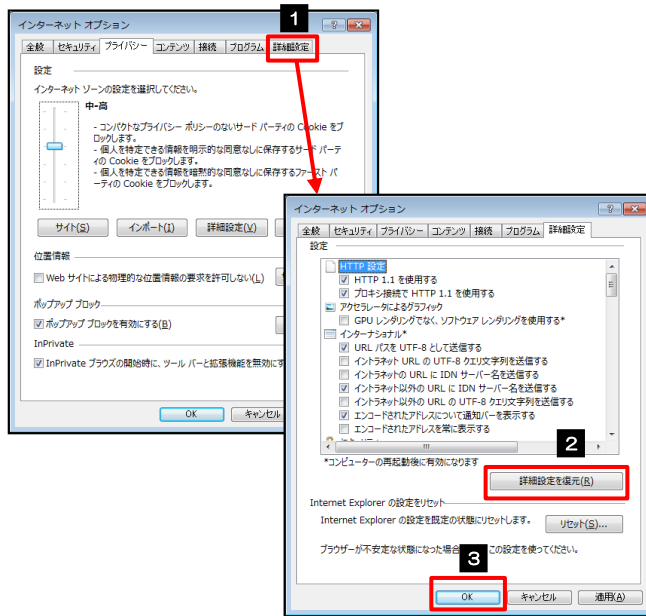 1
インターネット オプション
全般 セキュリティ プライバシー コンテンツ 接続 プログラム 詳細設定
設定
インターネット ゾーンの設定を選択してください。
中-高
- コンパクトなプライバシー ポリシーのないサード パーティの Cookie をブ
ロックします。
- 個人を特定できる情報を明示的な同意なしに保存するサード パーテ
ィの Cookie をブロックします。
- 個人を特定できる情報を暗黙的な同意なしに保存するファースト パ
ーティの Cookie をブロックします。
サイト(S) インポート(I) 詳細設定(V)
位置情報
Web サイトによる物理的な位置情報の要求を許可しない(L)
ポップアップ ブロック
ポップアップ ブロックを有効にする(B)
InPrivate
InPrivate ブラウズの開始時に、ツール バーと拡張機能を無効にす
OK キャンセル
インターネット オプション
全般 セキュリティ プライバシー コンテンツ 接続 プログラム 詳細設定
設定
HTTP 設定
HTTP 1.1 を使用する
プロキシ接続で HTTP 1.1 を使用する
アクセラレータによるグラフィック
GPU レンダリングでなく、ソフトウェア レンダリングを使用する*
インターナショナル*
URL パスを UTF-8 として送信する
イントラネット URL の UTF-8 クエリ文字列を送信する
イントラネットの URL に IDN サーバー名を送信する
イントラネット以外の URL に IDN サーバー名を送信する
イントラネット以外の URL の UTF-8 クエリ文字列を送信する
エンコードされたアドレスについて通知バーを表示する
エンコードされたアドレスを常に表示する
2
*コンピューターの再起動後に有効になります
詳細設定を復元(R)
Internet Explorer の設定をリセット
Internet Explorer の設定を既定の状態にリセットします。
リセット(S)...
ブラウザーが不安定な状態になった場合 この設定を使ってください。
3
OK キャンセル 適用(A)